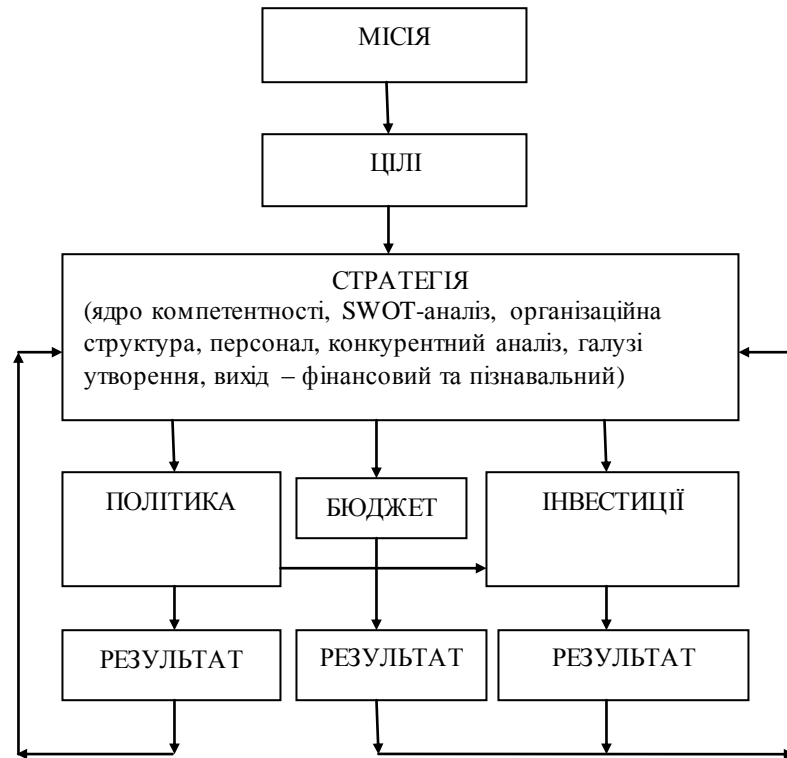 МІСІЯ
ЦІЛІ
СТРАТЕГІЯ
(ядро компетентності, SWOT-аналіз, організаційна
структура, персонал, конкурентний аналіз, галузі
утворення, вихід – фінансовий та пізнавальний)
ПОЛІТИКА
БЮДЖЕТ
ІНВЕСТИЦІЇ
РЕЗУЛЬТАТ
РЕЗУЛЬТАТ
РЕЗУЛЬТАТ